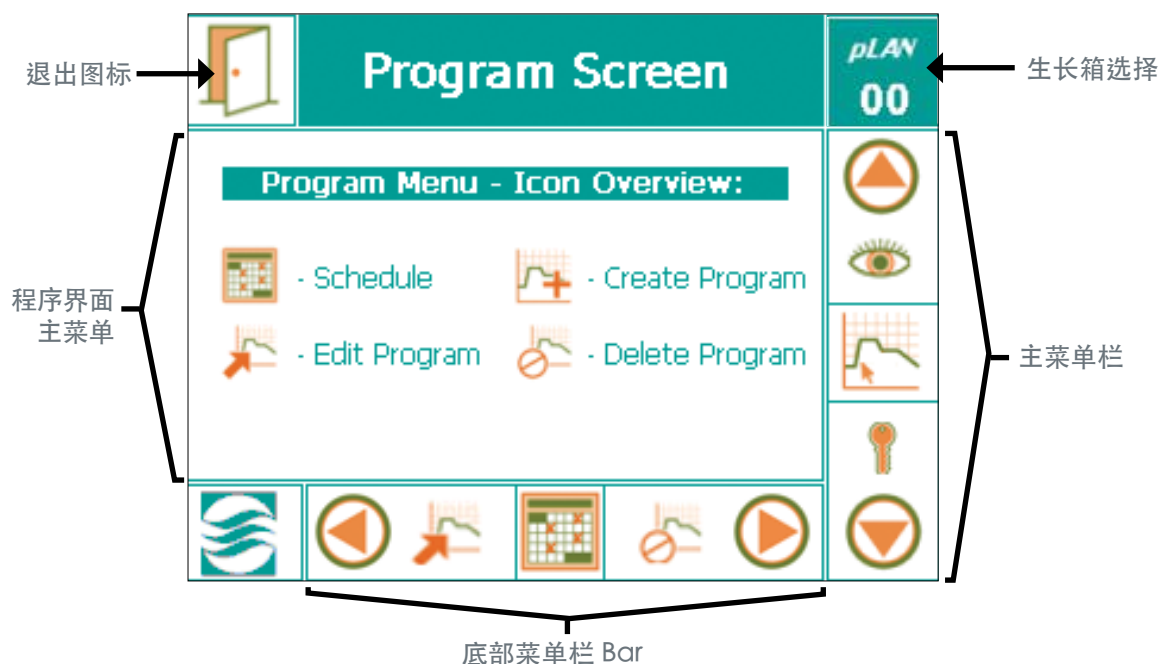 退出图标
Program Screen
pLAN
00
生长箱选择
Program Menu - Icon Overview:
- Schedule
- Create Program
- Edit Program
- Delete Program
程序界面
主菜单
主菜单栏
底部菜单栏 Bar